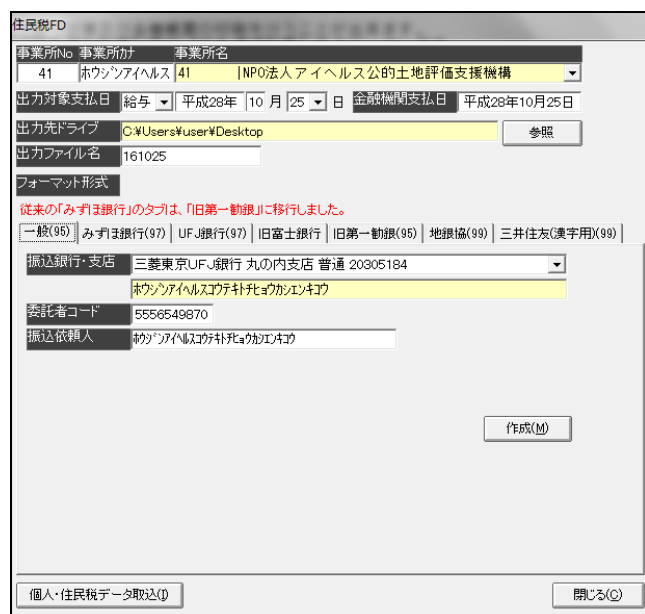 住民税FD
事業所No 事業所カナ 事業所名
41 ホウジンアイヘルス 41 |NPO法人アイヘルス公的土地評価支援機構
出力対象支払日 給与 平成28年 10 月 25 日 金融機関支払日 平成28年10月25日
出力先ドライブ C:¥Users¥user¥Desktop 参照
出力ファイル名 161025
フォーマット形式
従来の「みずほ銀行」のタブは、「旧第一勧銀」に移行しました。
一般(95) みずほ銀行(97) UFJ銀行(97) 旧富士銀行 旧第一勧銀(95) 地銀協(99) 三井住友(漢字用)(99)
振込銀行・支店 三菱東京UFJ銀行 丸の内支店 普通 20305184
ホウジンアイヘルスコウテキトチヒョウカシエンキコウ
委託者コード 5556549870
振込依頼人 ホウジンアイヘルスコウテキトチヒョウカシエンキコウ
作成(M)
個人・住民税データ取込(I) 閉じる(C)